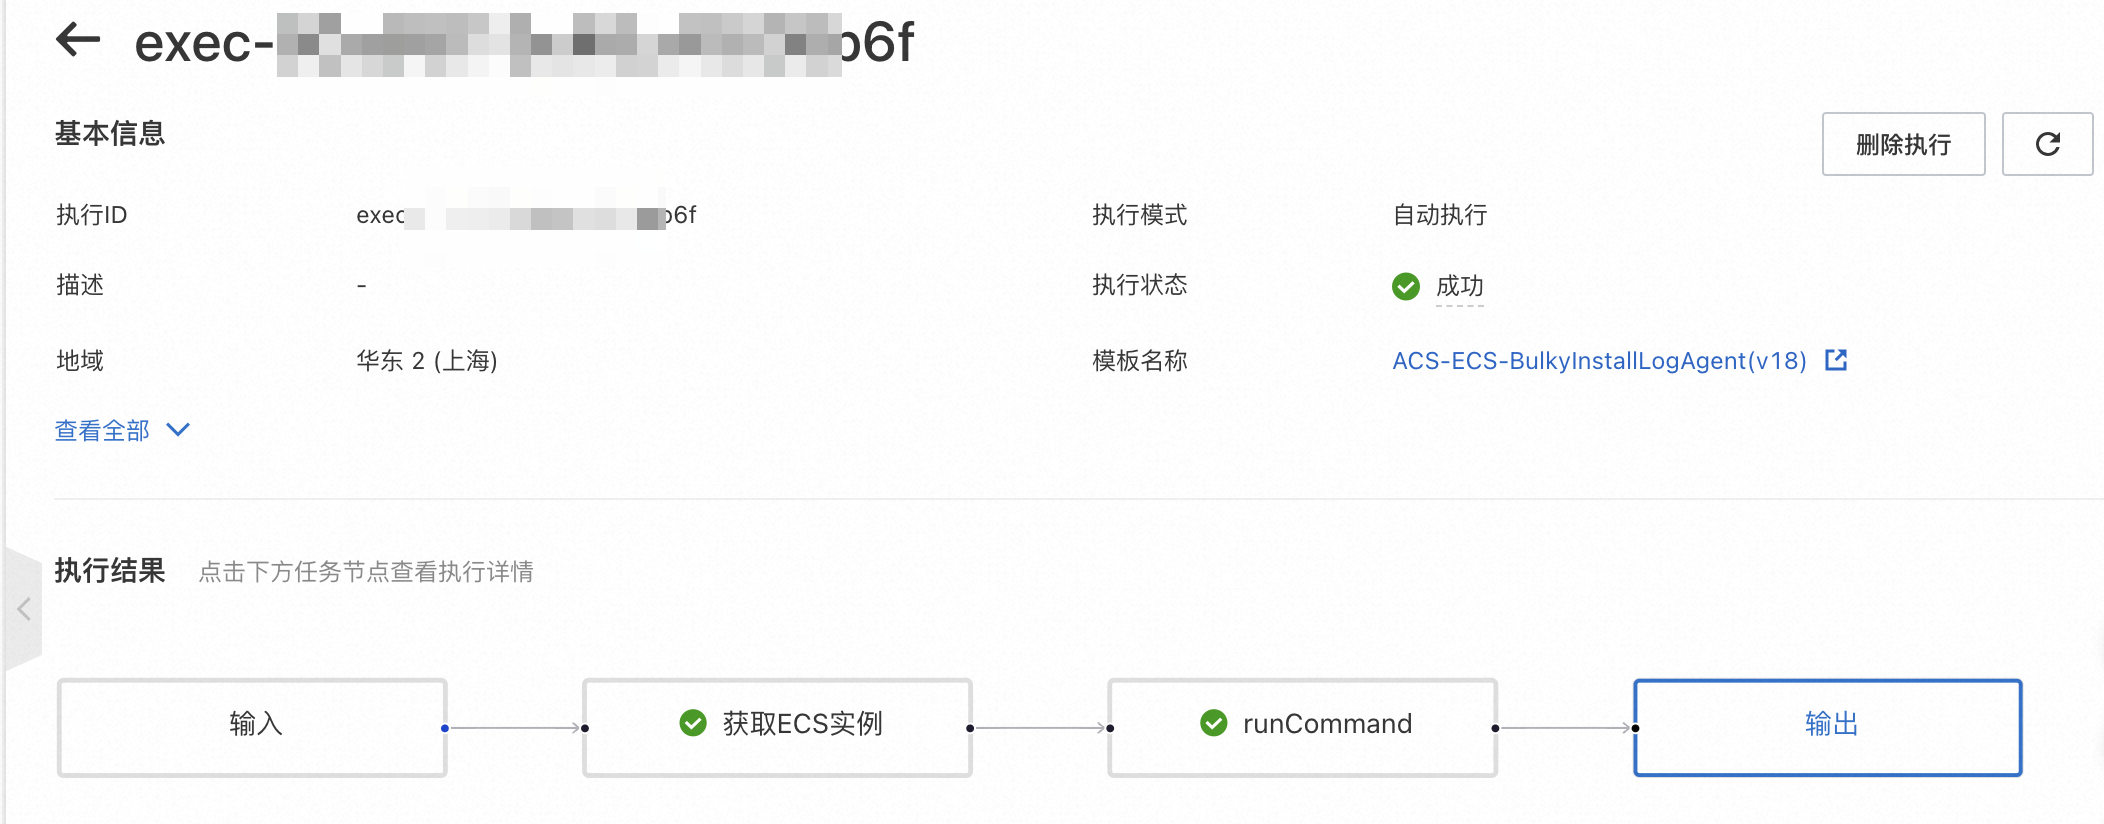 exec-
b6f
基本信息
删除执行
执行ID
exec
b6f
执行模式
自动执行
描述
-
执行状态
成功
地域
华东 2 (上海)
模板名称
ACS-ECS-BulkyInstallLogAgent(v18)
查看全部
执行结果
点击下方任务节点查看执行详情
输入
获取ECS实例
runCommand
输出